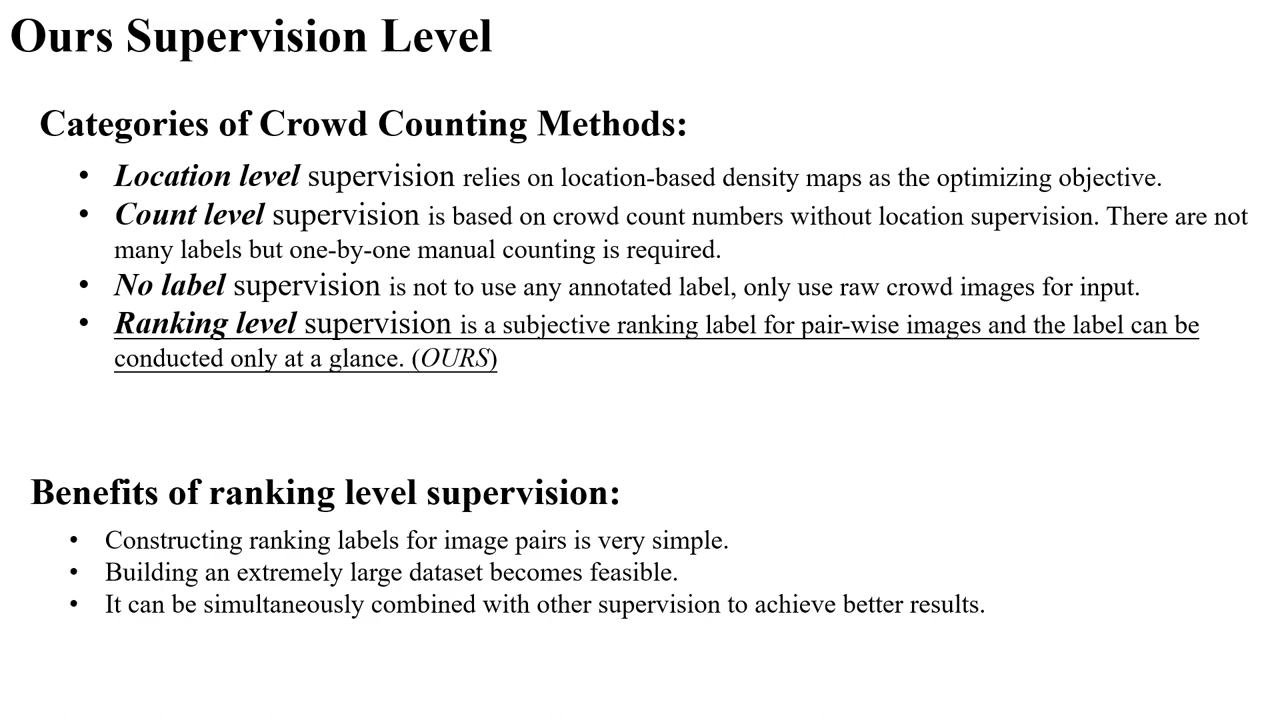 Ours Supervision Level
Categories of Crowd Counting Methods:
• Location level supervision relies on location-based density maps as the optimizing objective.
• Count level supervision is based on crowd count numbers without location supervision. There are not
many labels but one-by-one manual counting is required.
• No label supervision is not to use any annotated label, only use raw crowd images for input.
• Ranking level supervision is a subjective ranking label for pair-wise images and the label can be
conducted only at a glance. (OURS)
Benefits of ranking level supervision:
• Constructing ranking labels for image pairs is very simple.
• Building an extremely large dataset becomes feasible.
• It can be simultaneously combined with other supervision to achieve better results.